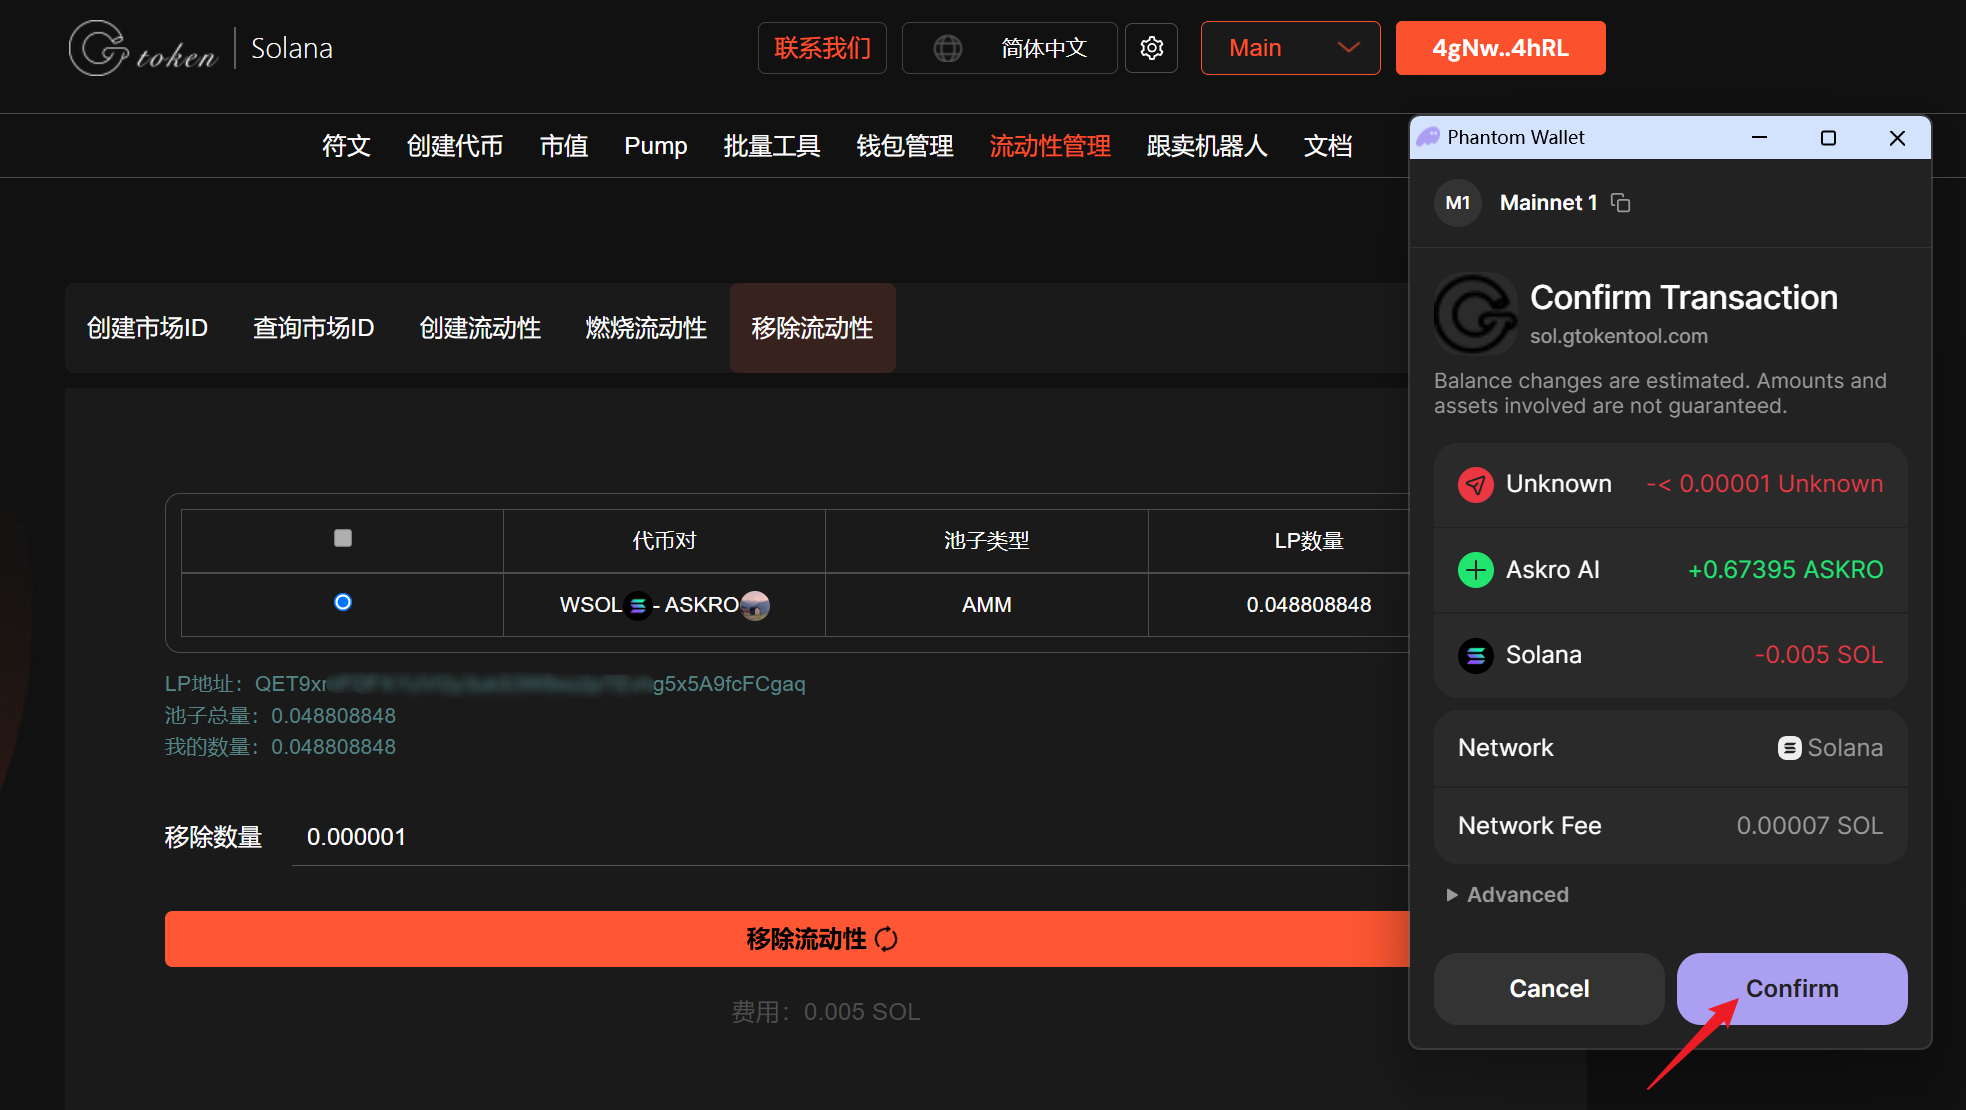 Gtoken
Solana
联系我们
简体中文
Main
4gNw..4hRL
符文 创建代币 市值 Pump 批量工具 钱包管理 流动性管理 跟卖机器人 文档
创建市场ID 查询市场ID 创建流动性 燃烧流动性 移除流动性
代币对 池子类型 LP数量
WSOL - ASKRO AMM 0.048808848
LP地址：QET9x g5x5A9fcFCgaq
池子总量：0.048808848
我的数量：0.048808848
移除数量 0.000001
移除流动性
费用：0.005 SOL
Phantom Wallet
M1 Mainnet 1
Confirm Transaction
sol.gtokentool.com
Balance changes are estimated. Amounts and
assets involved are not guaranteed.
Unknown -< 0.00001 Unknown
Askro AI +0.67395 ASKRO
Solana -0.005 SOL
Network Solana
Network Fee 0.00007 SOL
Advanced
Cancel Confirm